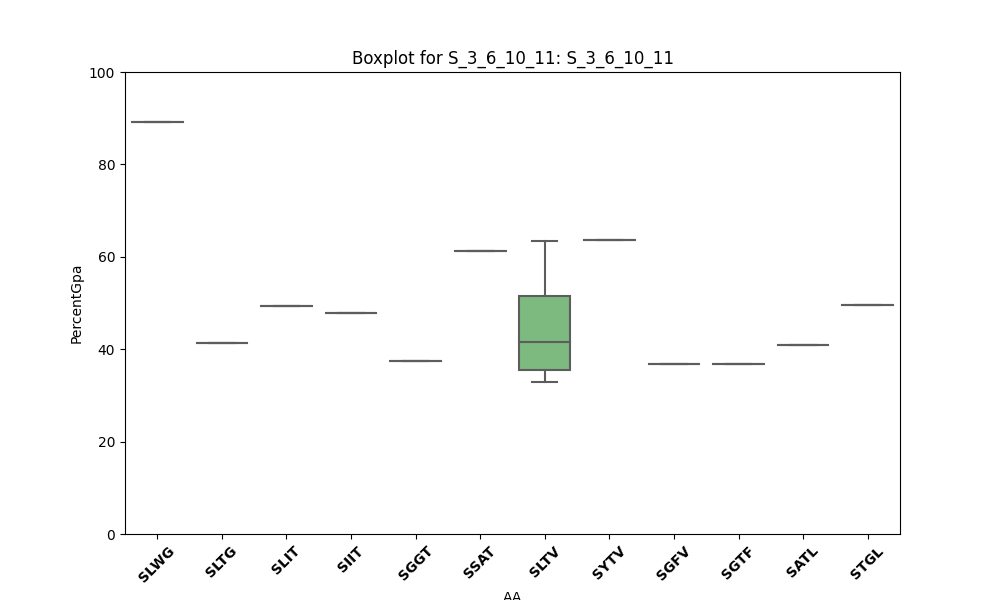 Boxplot for S_3_6_10_11: S_3_6_10_11
100
80
60
40
20
0
PercentGpa
SLWG
SLTG
SLIT
SIIT
SGGT
SSAT
SLTV
SYTV
SGFV
SGTF
SATL
STGL
AA